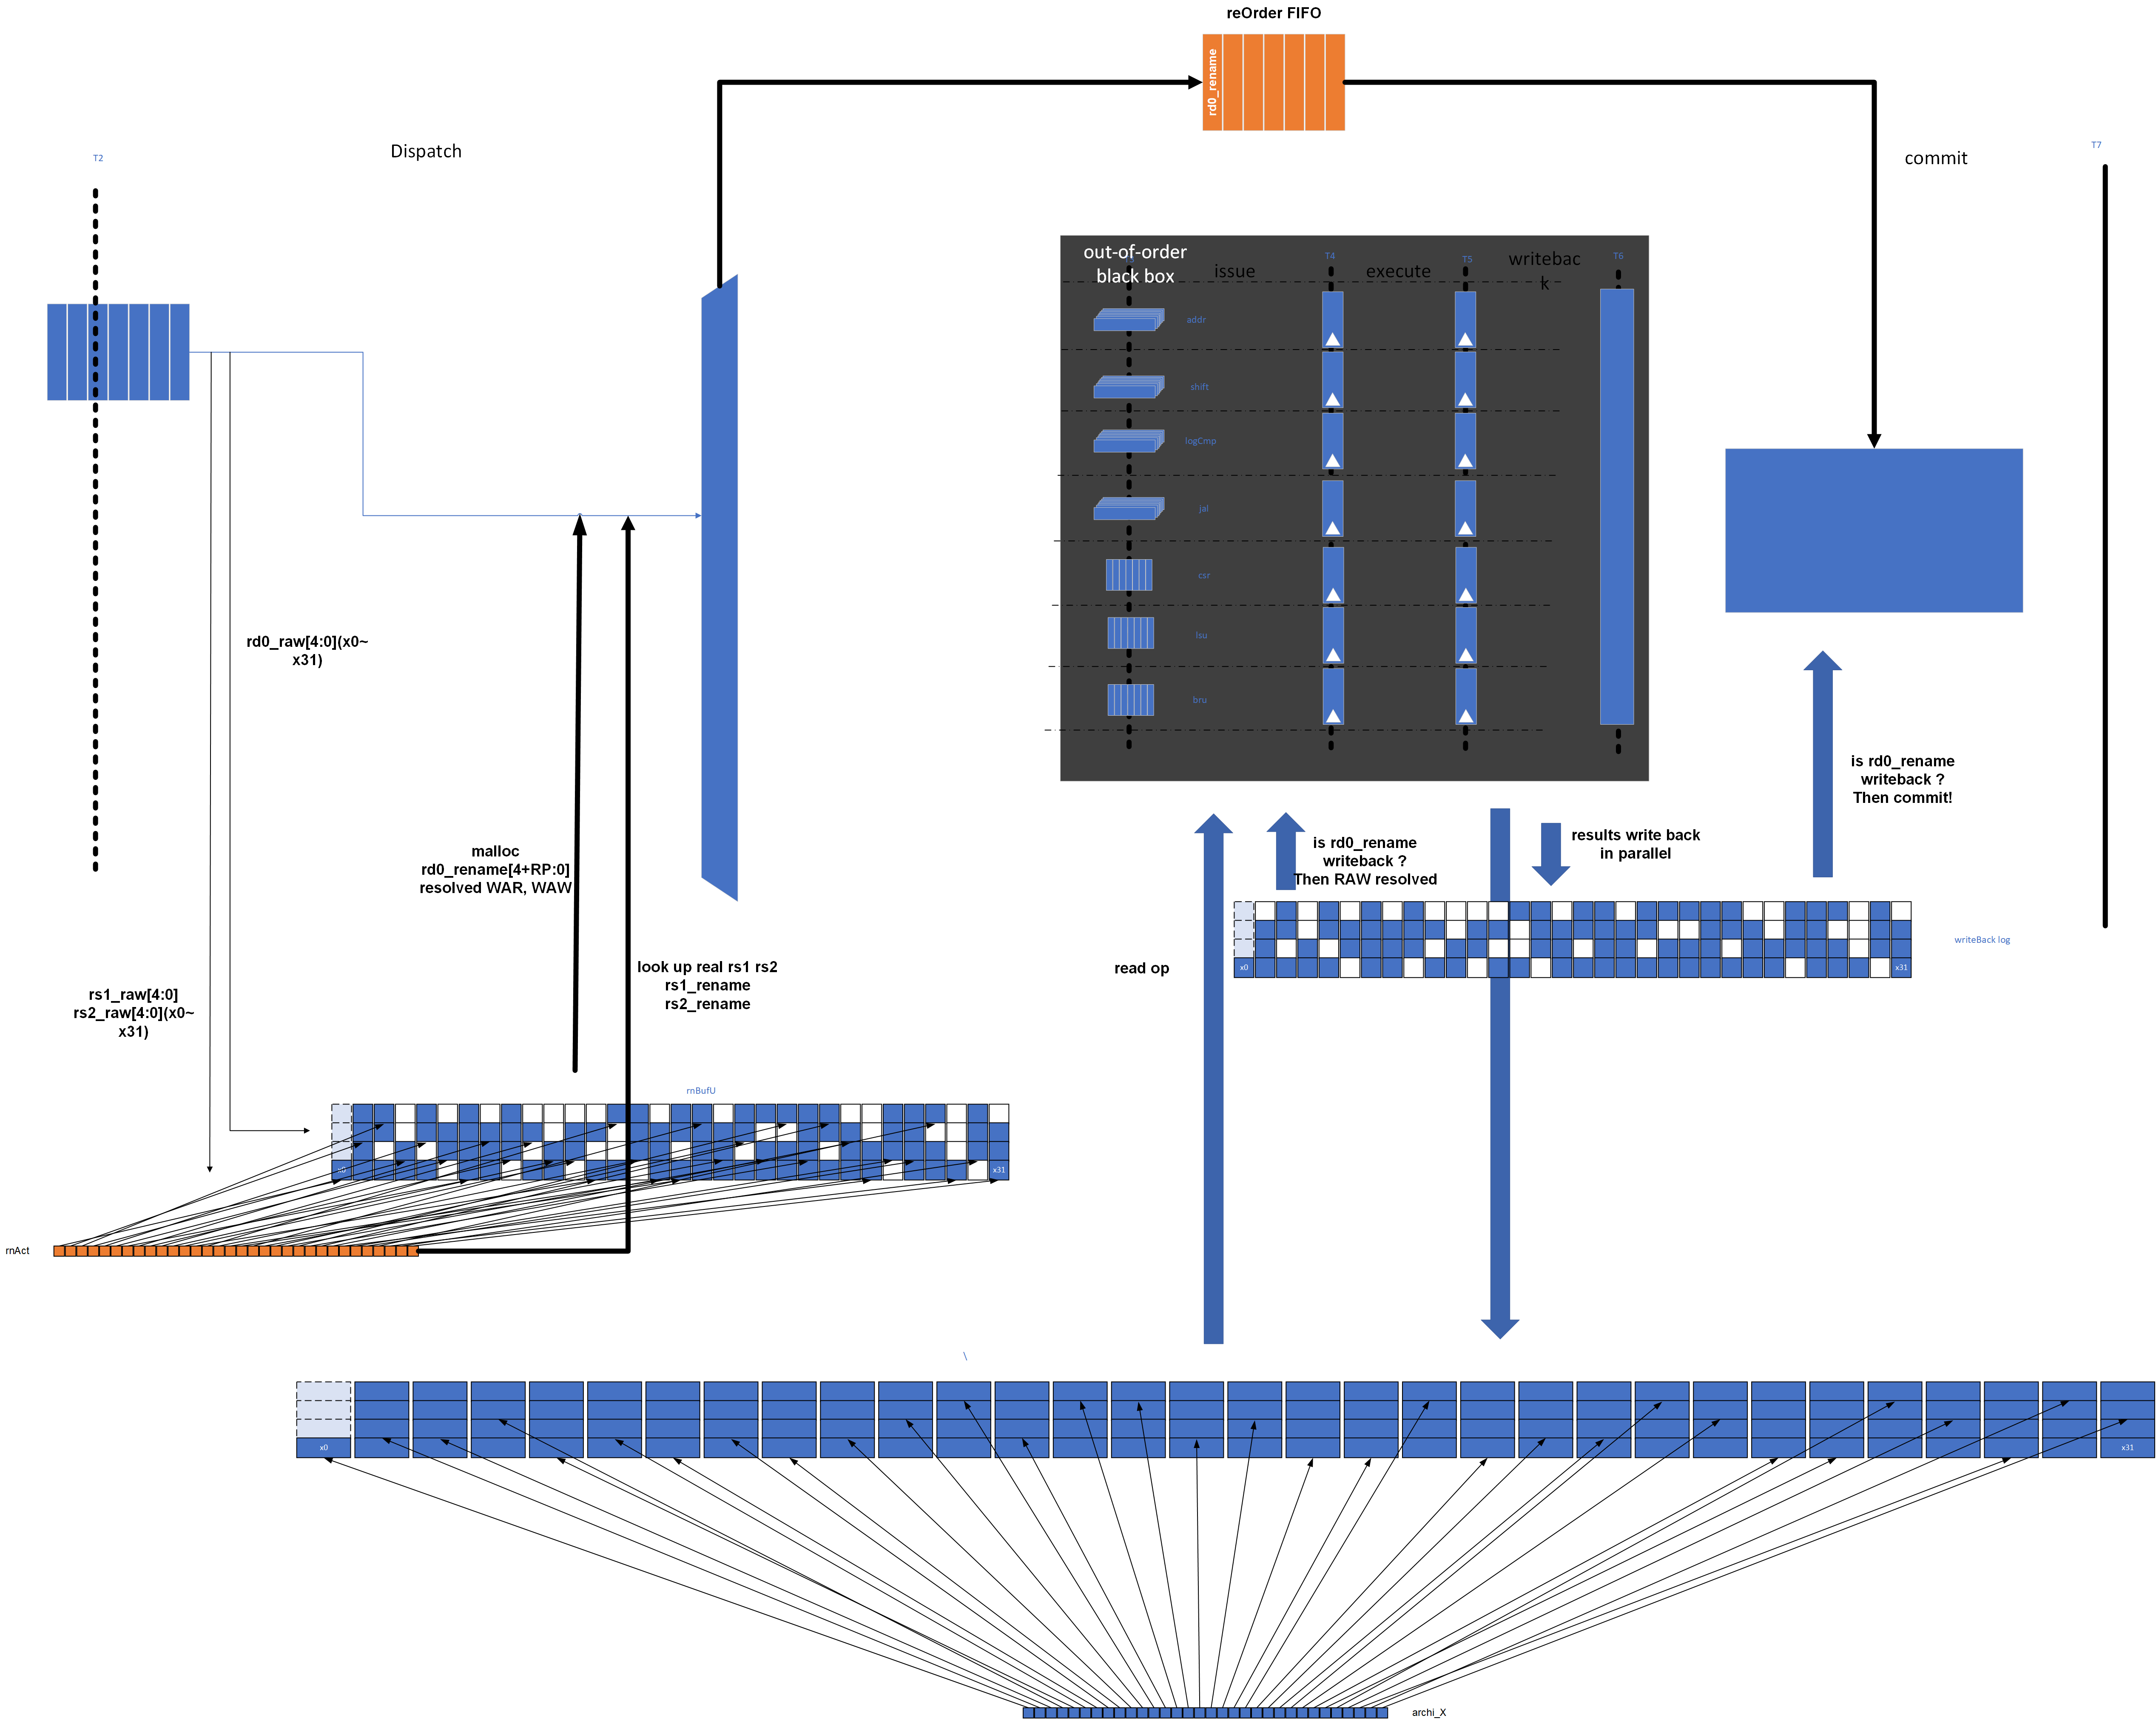 reOrder FIFO
rd0_rename
T2
Dispatch
T7
commit
out-of-order
black box
issue
T4
execute
T5
writebac
k
T6
addr
shift
logCmp
jal
csr
lsu
bru
rd0_raw[4:0](x0~
x31)
malloc
rd0_rename[4+RP:0]
resolved WAR, WAW
is rd0_rename
writeback ?
Then RAW resolved
results write back
in parallel
is rd0_rename
writeback ?
Then commit!
rs1_raw[4:0]
rs2_raw[4:0](x0~
x31)
look up real rs1 rs2
rs1_rename
rs2_rename
read op
x0
x31
writeBack log
rnBufU
x0
x31
rnAct
\
x0
x31
archi_X